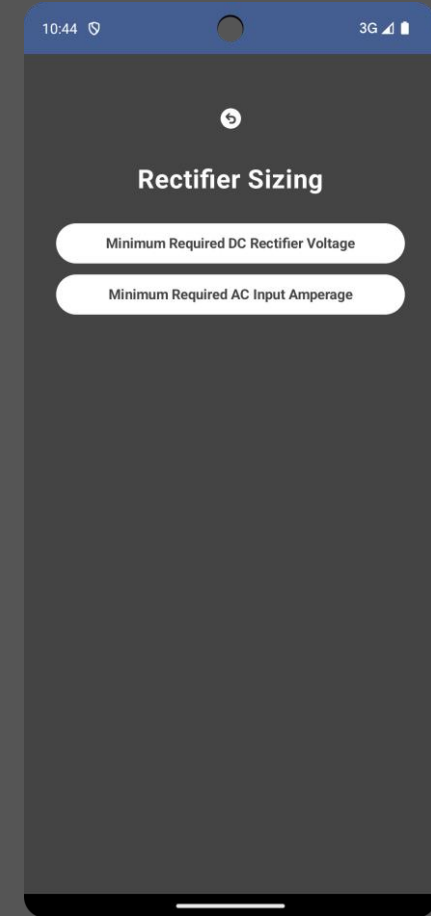 10:44 3G
Rectifier Sizing
Minimum Required DC Rectifier Voltage
Minimum Required AC Input Amperage